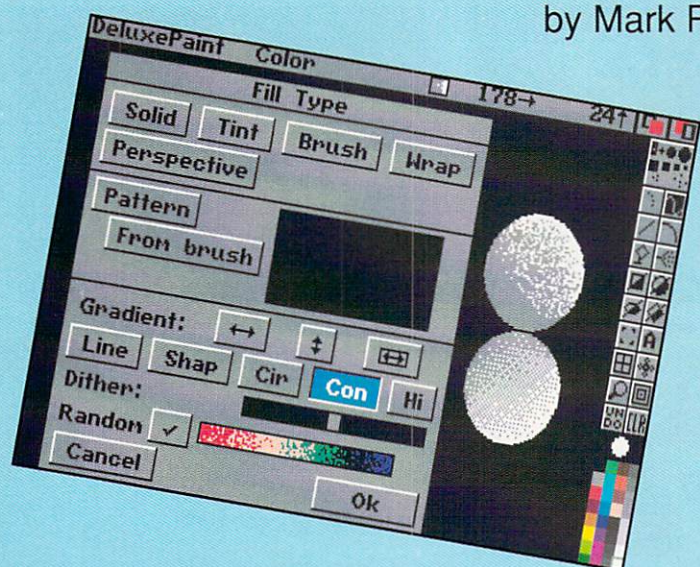 by Mark
DeluxePaint Color 178→ 24↑
Fill Type
Solid Tint Brush Wrap
Perspective
Pattern
From brush
Gradient:
Line Shap Cir Con Hi
Dither:
Random
Cancel
Ok
A
UN
DO CLR